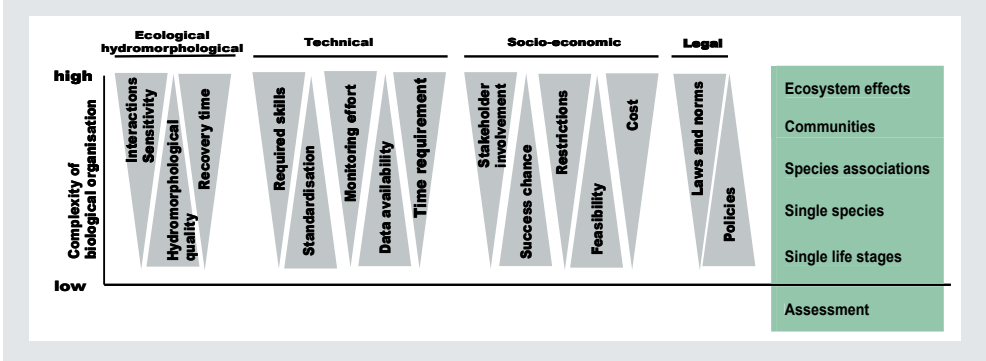 Ecological
hydromorphological
Technical
Socio-economic
Legal
high
Complexity of
biological organisation
low
Interactions
Sensitivity
Hydromorphological
quality
Recovery time
Required skills
Standardisation
Monitoring effort
Data availability
Time requirement
Stakeholder
involvement
Success chance
Restrictions
Feasibility
Cost
Laws and norms
Policies
Ecosystem effects
Communities
Species associations
Single species
Single life stages
Assessment